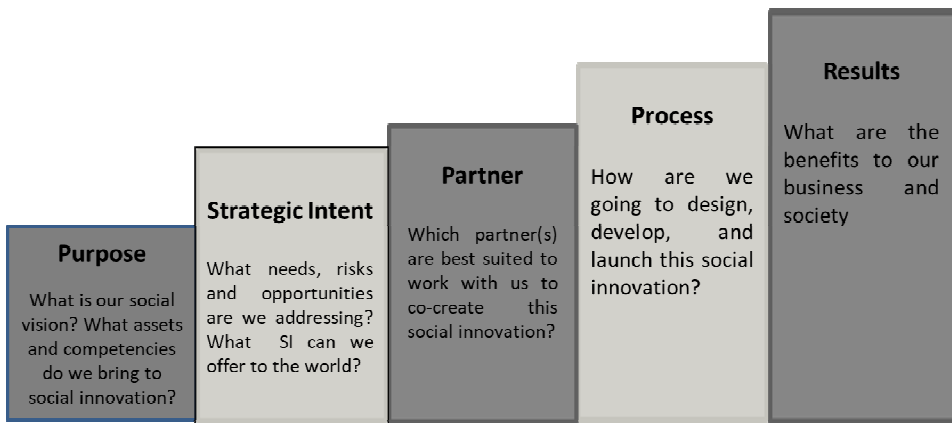 Purpose
What is our social
vision? What assets
and competencies
do we bring to
social innovation?
Strategic Intent
What needs, risks
and opportunities
are we addressing?
What SI can we
offer to the world?
Partner
Which partner(s)
are best suited to
work with us to
co-create this
social innovation?
Process
How are we
going to design,
develop, and
launch this social
innovation?
Results
What are the
benefits to our
business and
society